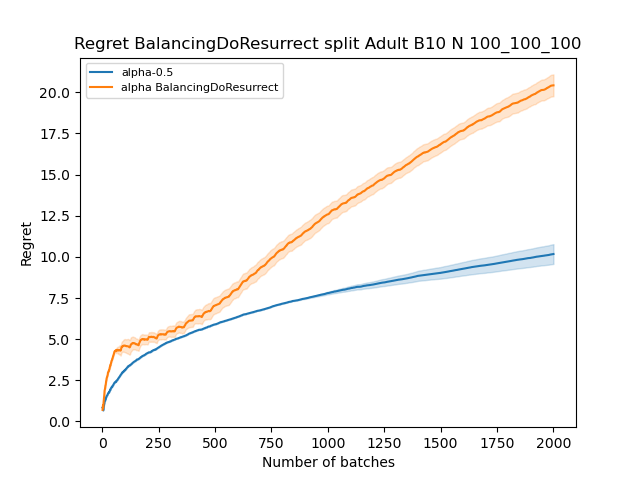 Regret BalancingDoResurrect split Adult B10 N 100_100_100
alpha-0.5
alpha BalancingDoResurrect
20.0
17.5
15.0
12.5
10.0
7.5
5.0
2.5
0.0
Regret
0 250 500 750 1000 1250 1500 1750 2000
Number of batches